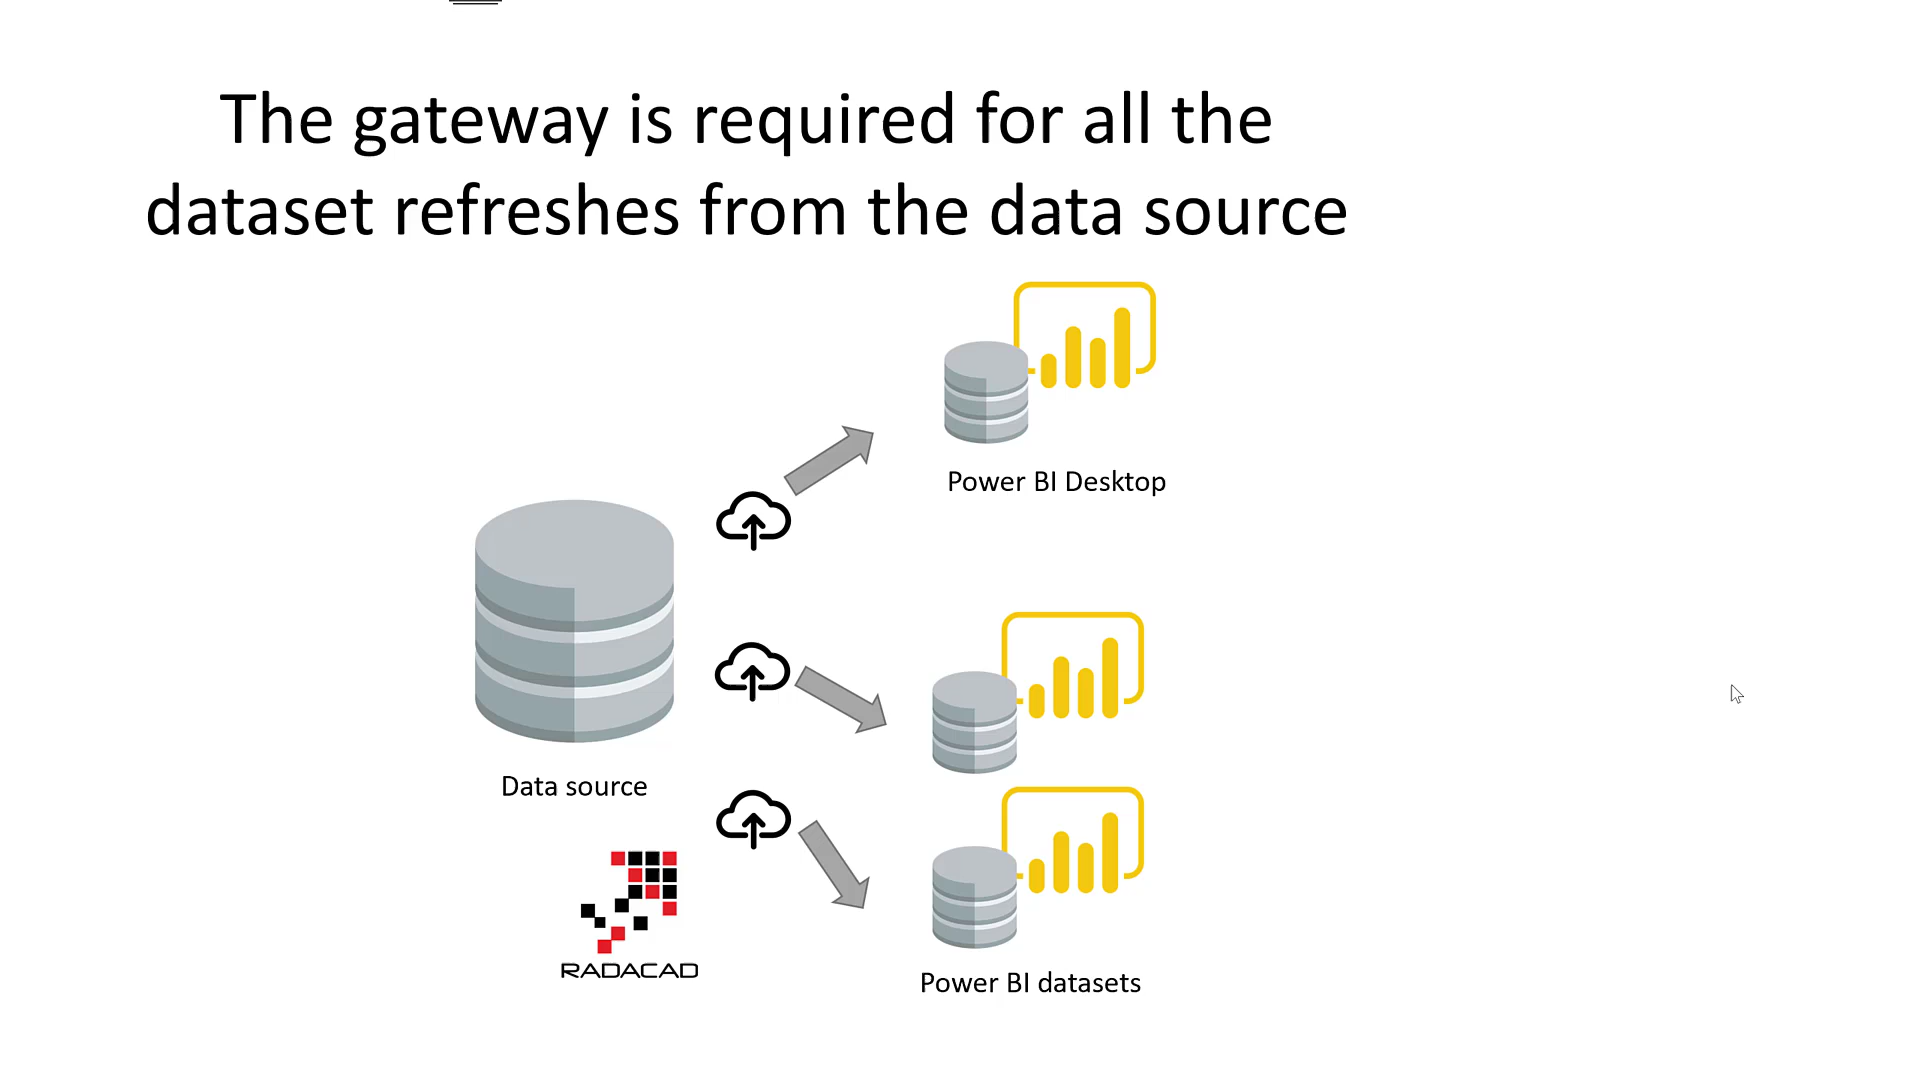 The gateway is required for all the
dataset refreshes from the data source
Power BI Desktop
Data source
RADACAD
Power BI datasets